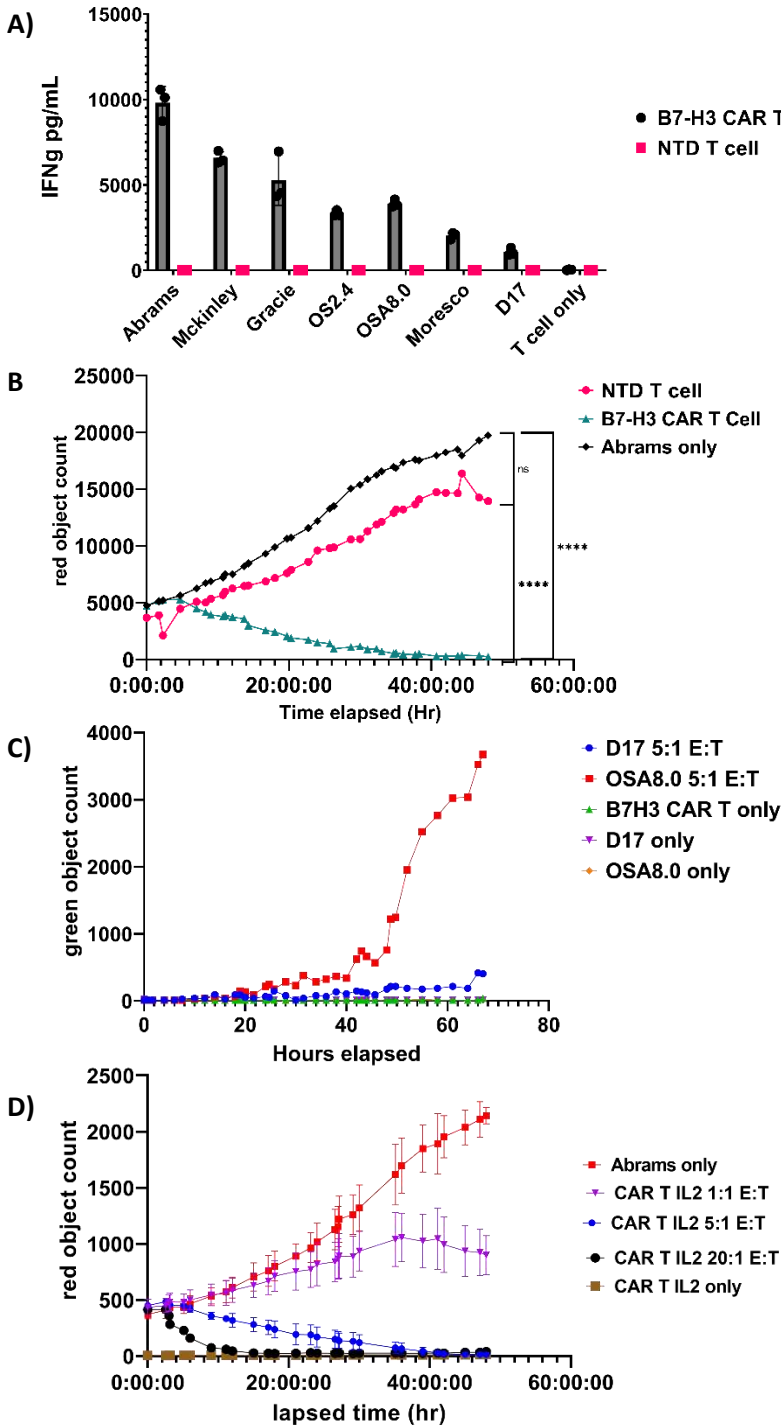 A)
15000
10000
5000
0
IFNg pg/mL
Abrams
Mckinley
Gracie
OS2.4
OSA8.0
Moresco
D17
T cell only
B7-H3 CAR T
NTD T cell
B
25000
20000
15000
10000
5000
0
red object count
0:00:00
20:00:00
40:00:00
60:00:00
Time elapsed (Hr)
NTD T cell
B7-H3 CAR T Cell
Abrams only
ns
****
****
C)
4000
3000
2000
1000
0
green object count
0
20
40
60
80
Hours elapsed
D17 5:1 E:T
OSA8.0 5:1 E:T
B7H3 CAR T only
D17 only
OSA8.0 only
D)
2500
2000
1500
1000
500
0
red object count
0:00:00
20:00:00
40:00:00
60:00:00
lapsed time (hr)
Abrams only
CAR T IL2 1:1 E:T
CAR T IL2 5:1 E:T
CAR T IL2 20:1 E:T
CAR T IL2 only